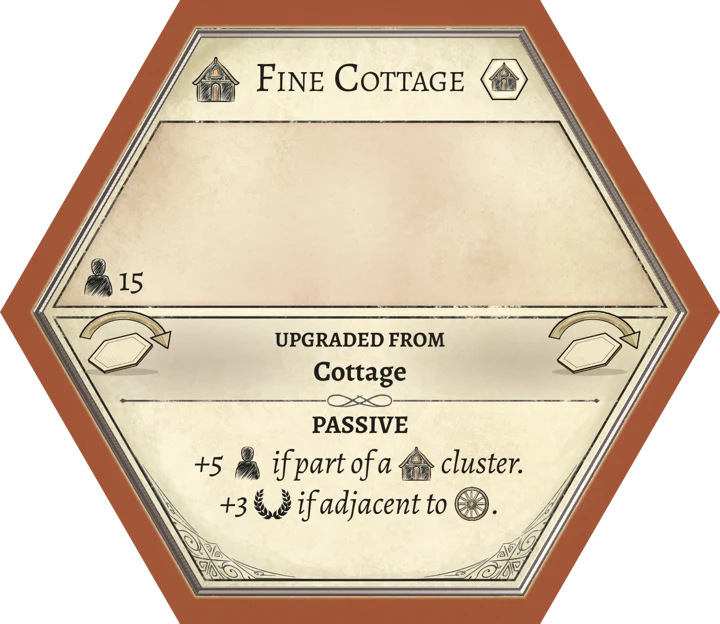 Fine Cottage
15
UPGRADED FROM
Cottage
PASSIVE
+5 if part of a cluster.
+3 if adjacent to .